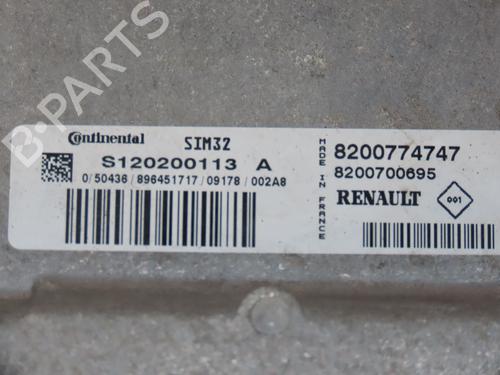 B-PARTS
Continental SIM32
S120200113 A
0/50436/896451717/09178/002A8
MADE IN FRANCE
8200774747
8200700695
RENAULT 001